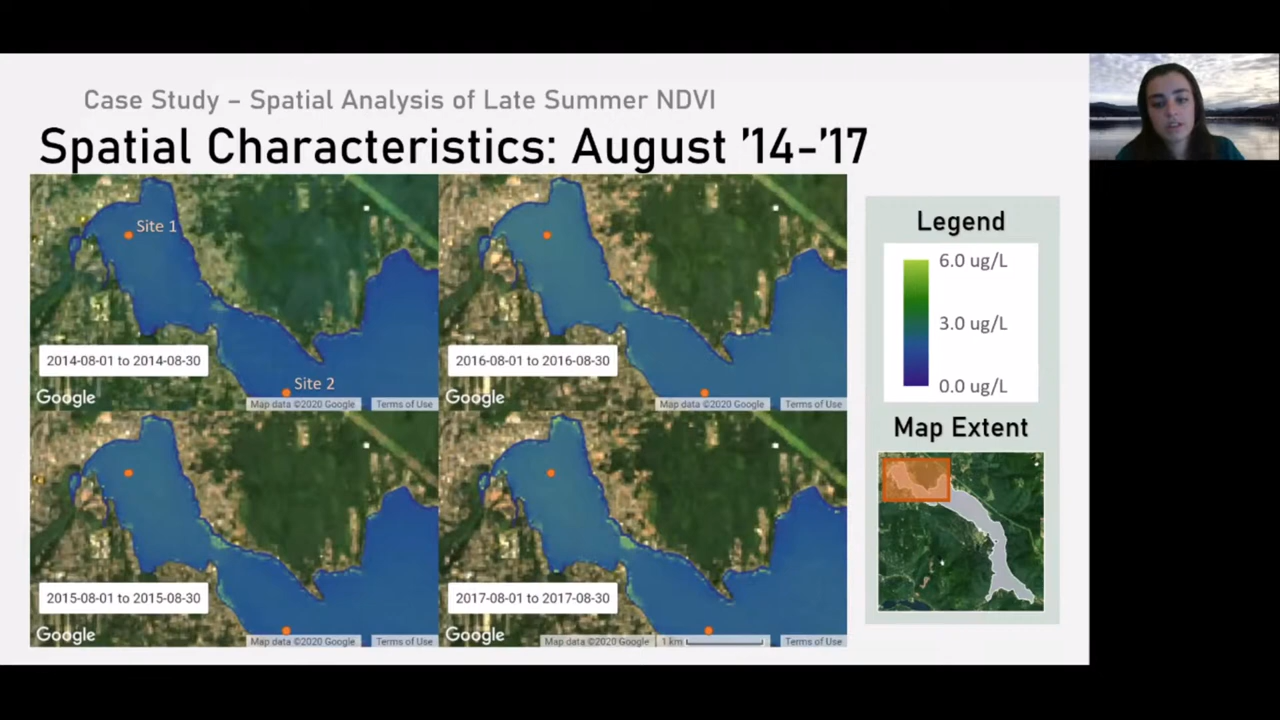 Case Study – Spatial Analysis of Late Summer NDVI
Spatial Characteristics: August '14-'17
Site 1
Site 2
2014-08-01 to 2014-08-30
Google
Map data ©2020 Google
Terms of Use
2016-08-01 to 2016-08-30
Google
Map data ©2020 Google
Terms of Use
2015-08-01 to 2015-08-30
Google
Map data ©2020 Google
Terms of Use
2017-08-01 to 2017-08-30
Google
Map data ©2020 Google
1 km
Terms of Use
Legend
6.0 ug/L
3.0 ug/L
0.0 ug/L
Map Extent